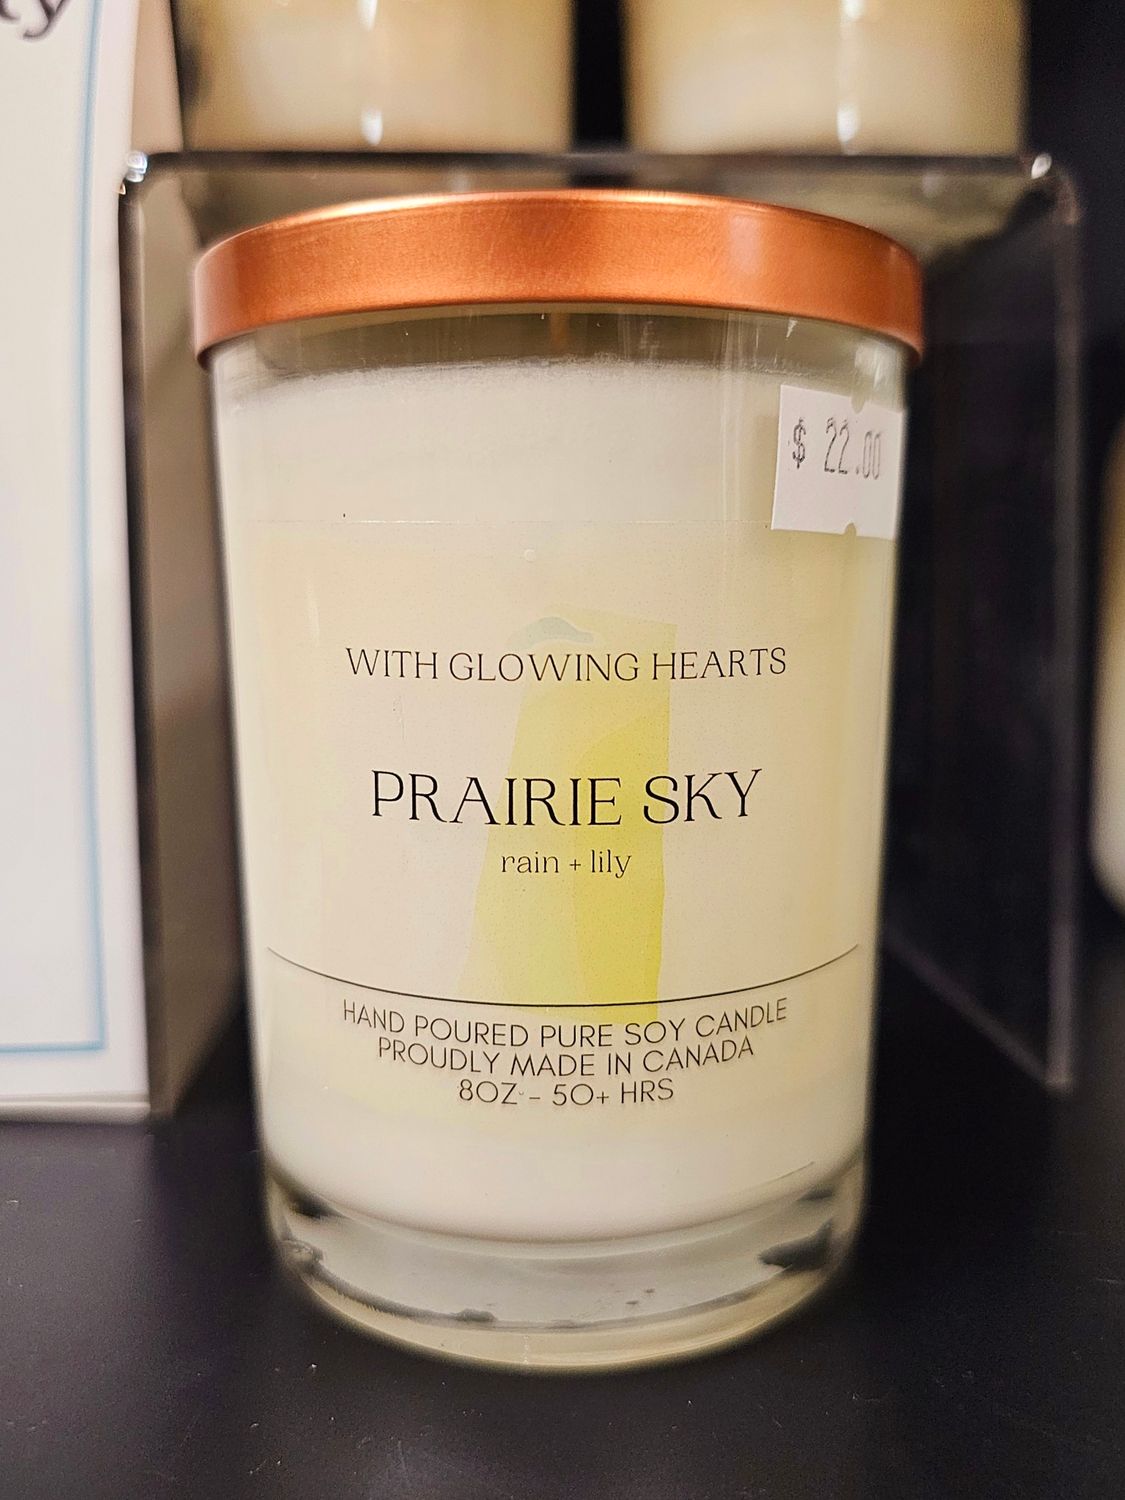 $ 22.00
WITH GLOWING HEARTS
PRAIRIE SKY
rain + lily
HAND POURED PURE SOY CANDLE
PROUDLY MADE IN CANADA
8OZ - 50+ HRS